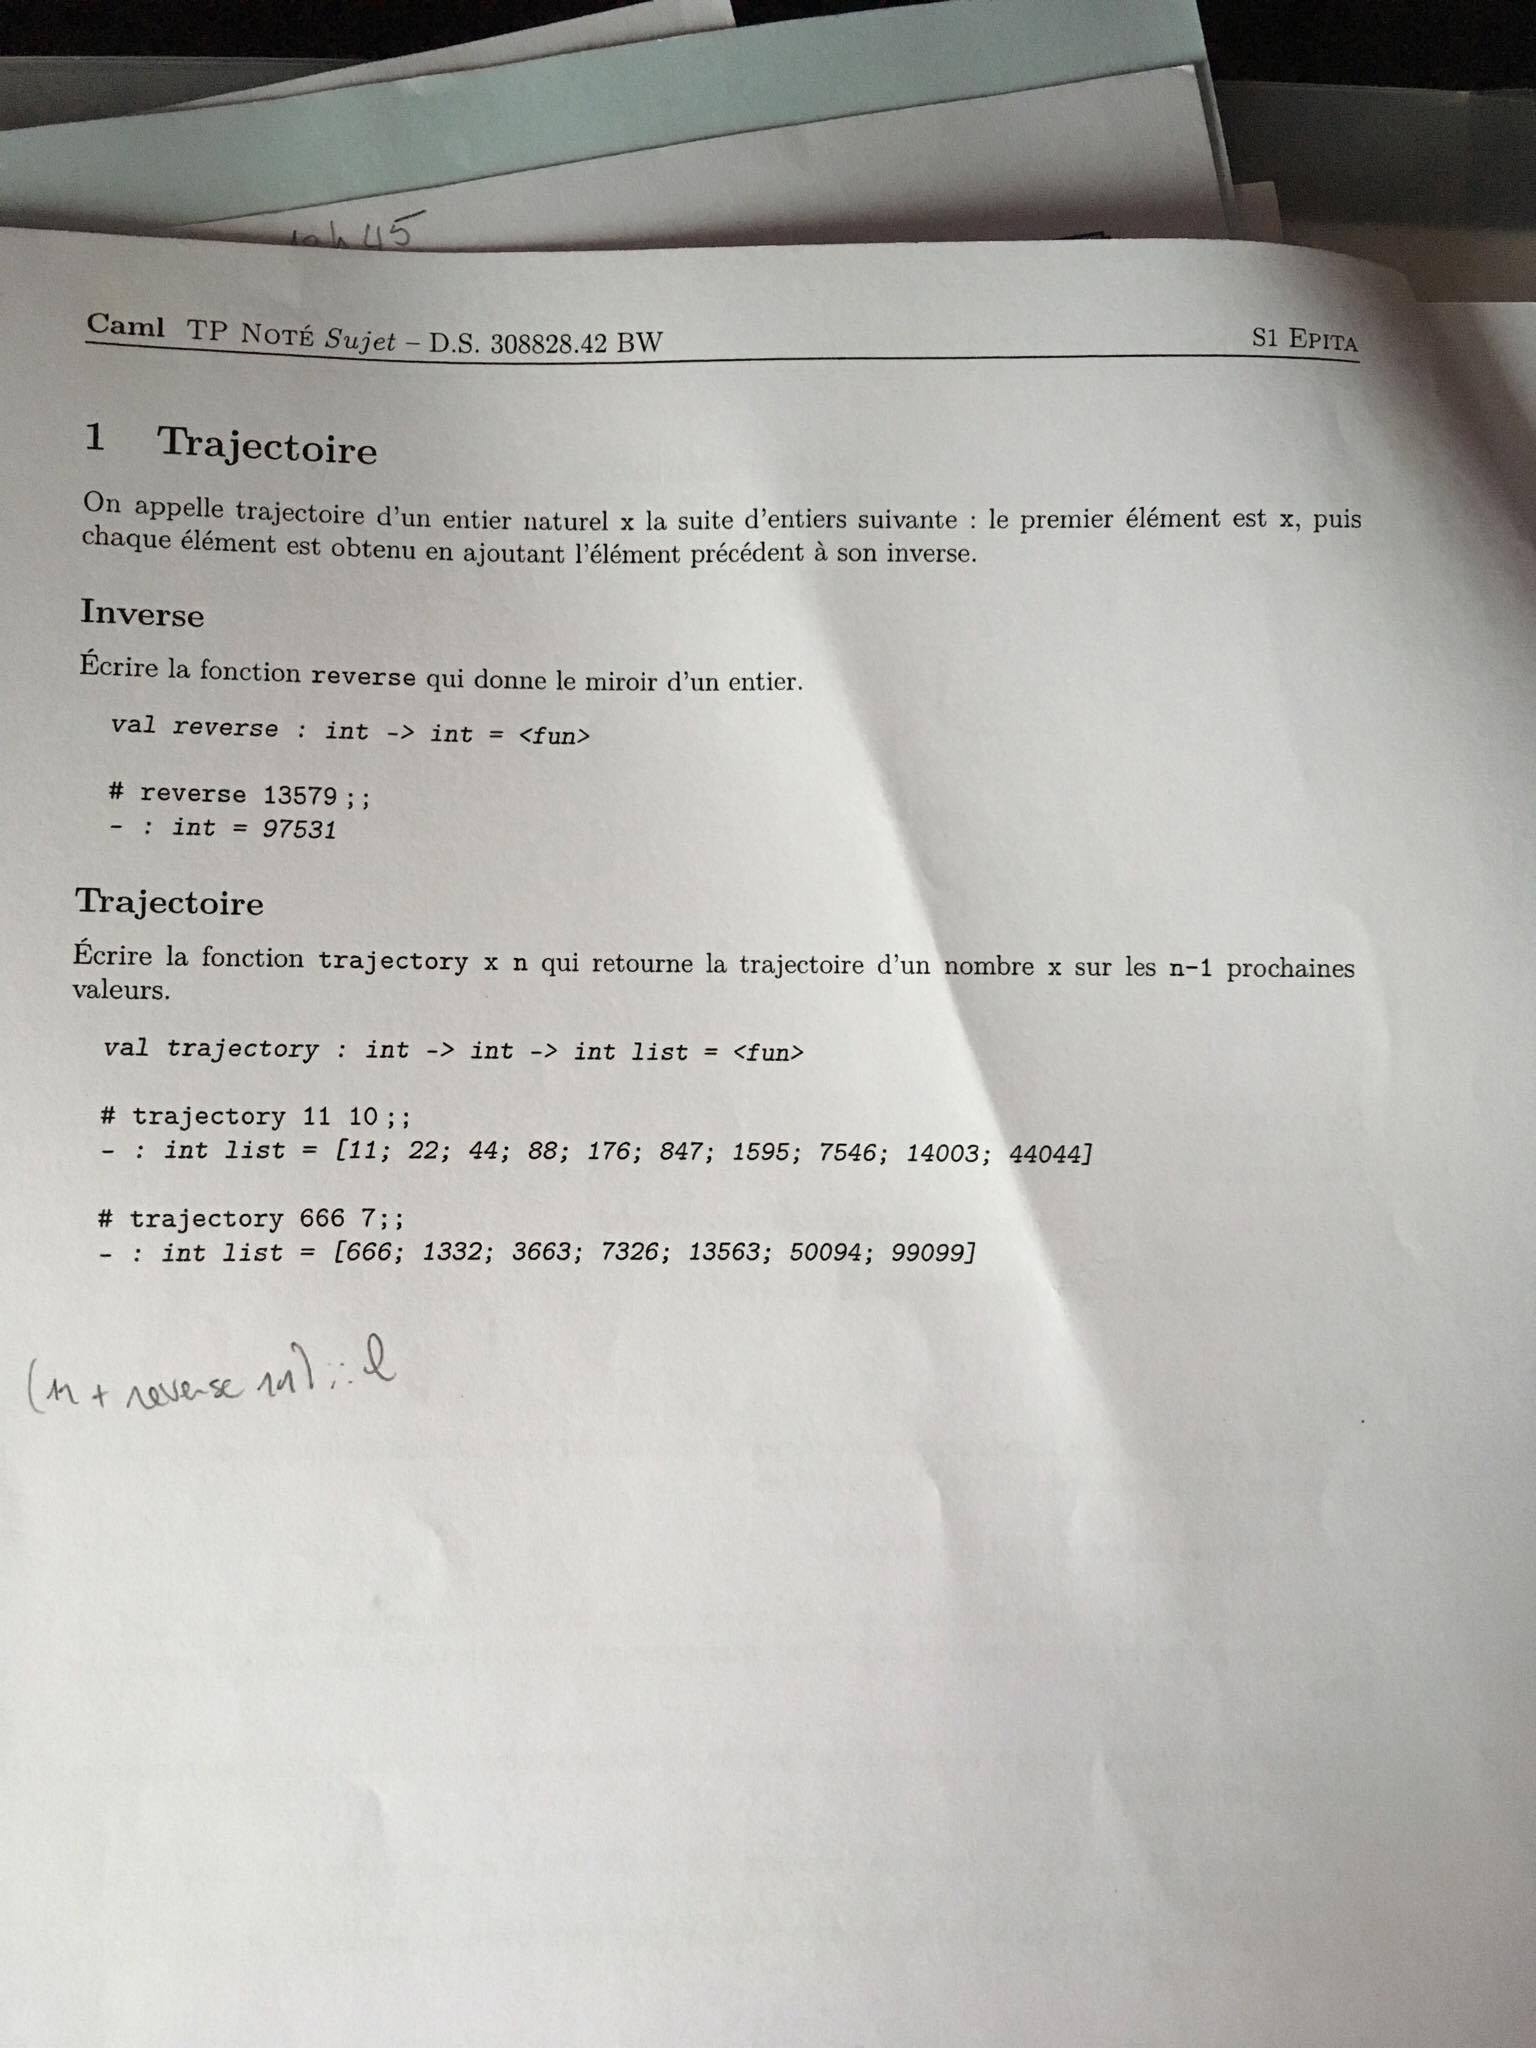 h 45
Caml TP NOTÉ Sujet – D.S. 308828.42 BW S1 EPITA
1 Trajectoire
On appelle trajectoire d'un entier naturel x la suite d'entiers suivante : le premier élément est x, puis
chaque élément est obtenu en ajoutant l'élément précédent à son inverse.
Inverse
Écrire la fonction reverse qui donne le miroir d'un entier.
val reverse : int -> int = <fun>
# reverse 13579;;
- : int = 97531
Trajectoire
Écrire la fonction trajectory x n qui retourne la trajectoire d'un nombre x sur les n-1 prochaines
valeurs.
val trajectory : int -> int -> int list = <fun>
# trajectory 11 10;;
- : int list = [11; 22; 44; 88; 176; 847; 1595; 7546; 14003; 44044]
# trajectory 666 7;;
- : int list = [666; 1332; 3663; 7326; 13563; 50094; 99099]
(n + reverse n) :: l